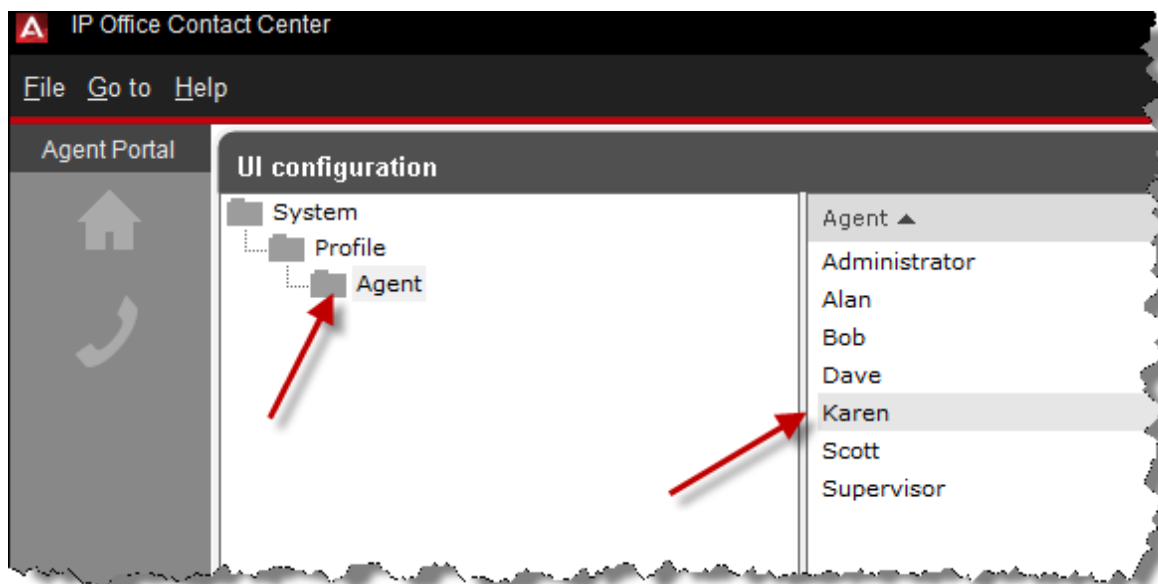 IP Office Contact Center
File Go to Help
Agent Portal
UI configuration
System
Profile
Agent
Agent ▲
Administrator
Alan
Bob
Dave
Karen
Scott
Supervisor